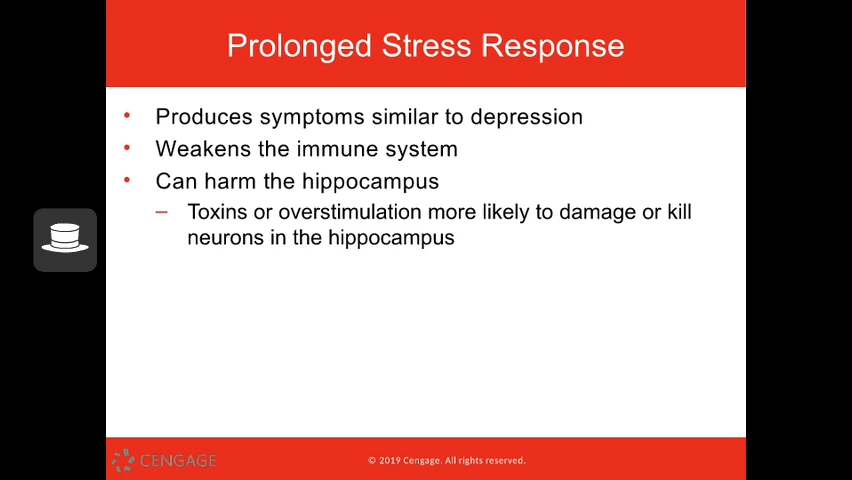 Prolonged Stress Response
• Produces symptoms similar to depression
• Weakens the immune system
• Can harm the hippocampus
– Toxins or overstimulation more likely to damage or kill
neurons in the hippocampus
CENGAGE
© 2019 Cengage. All rights reserved.